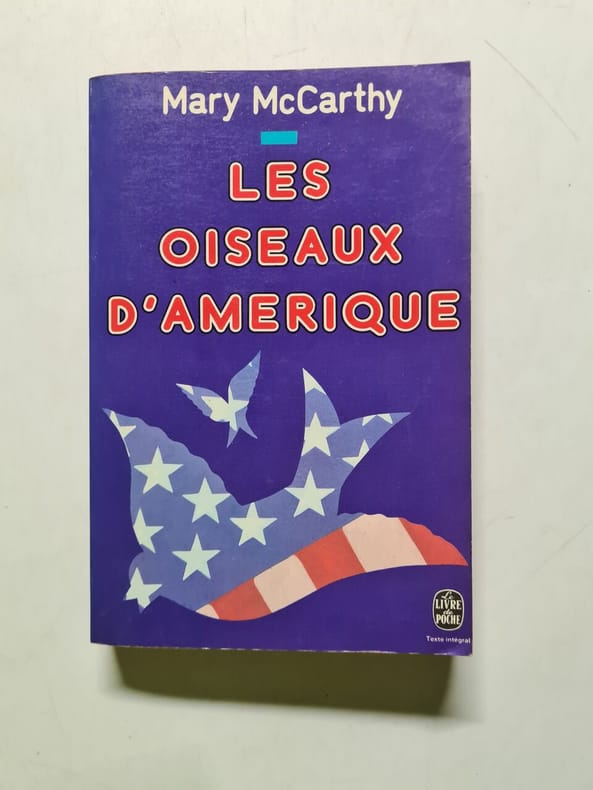 Mary McCarthy
LES
OISEAUX
D'AMERIQUE
Le
LIVRE
de
POCHE
Texte intégral